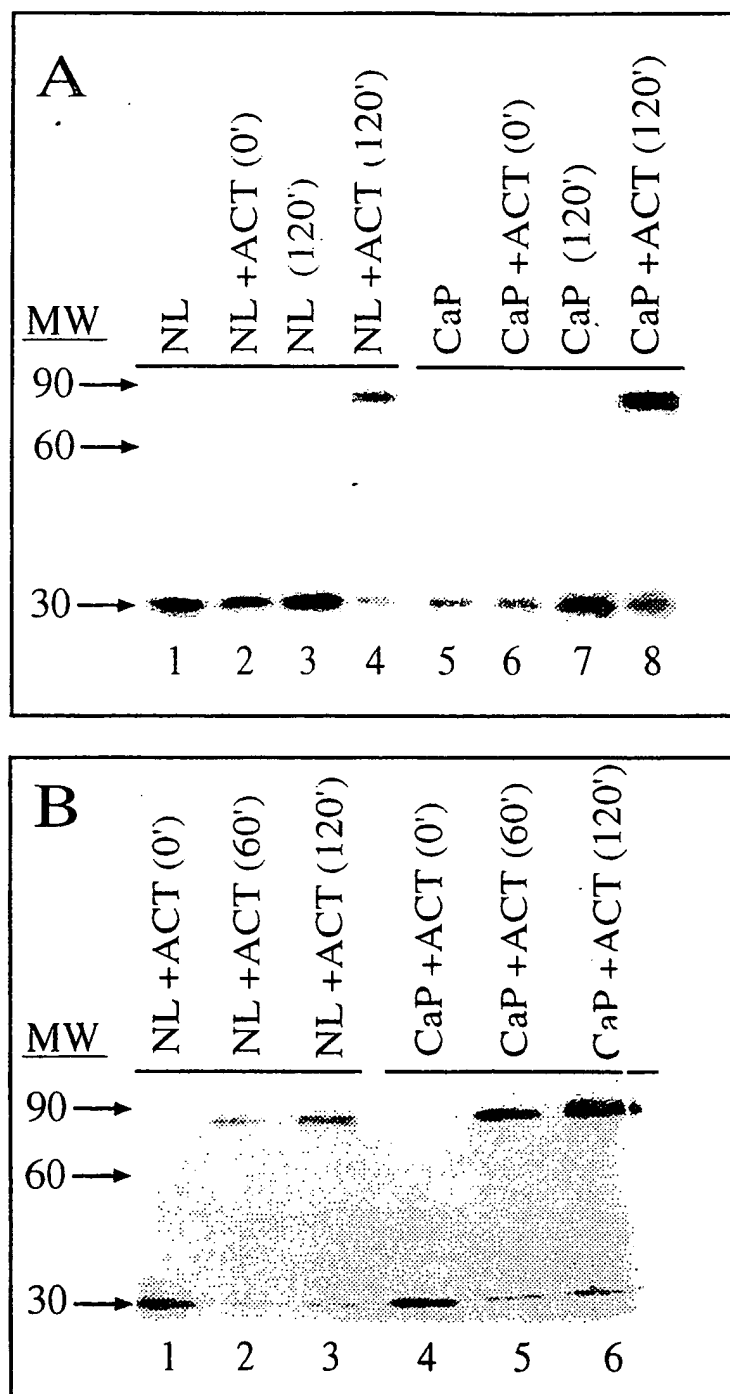 A
NL
NL +ACT (0')
NL (120')
NL +ACT (120')
CaP
CaP +ACT (0')
CaP (120')
CaP +ACT (120')
MW
90
60
30
1 2 3 4 5 6 7 8
B
NL +ACT (0')
NL +ACT (60')
NL +ACT (120')
CaP +ACT (0')
CaP +ACT (60')
CaP +ACT (120')
MW
90
60
30
1 2 3 4 5 6